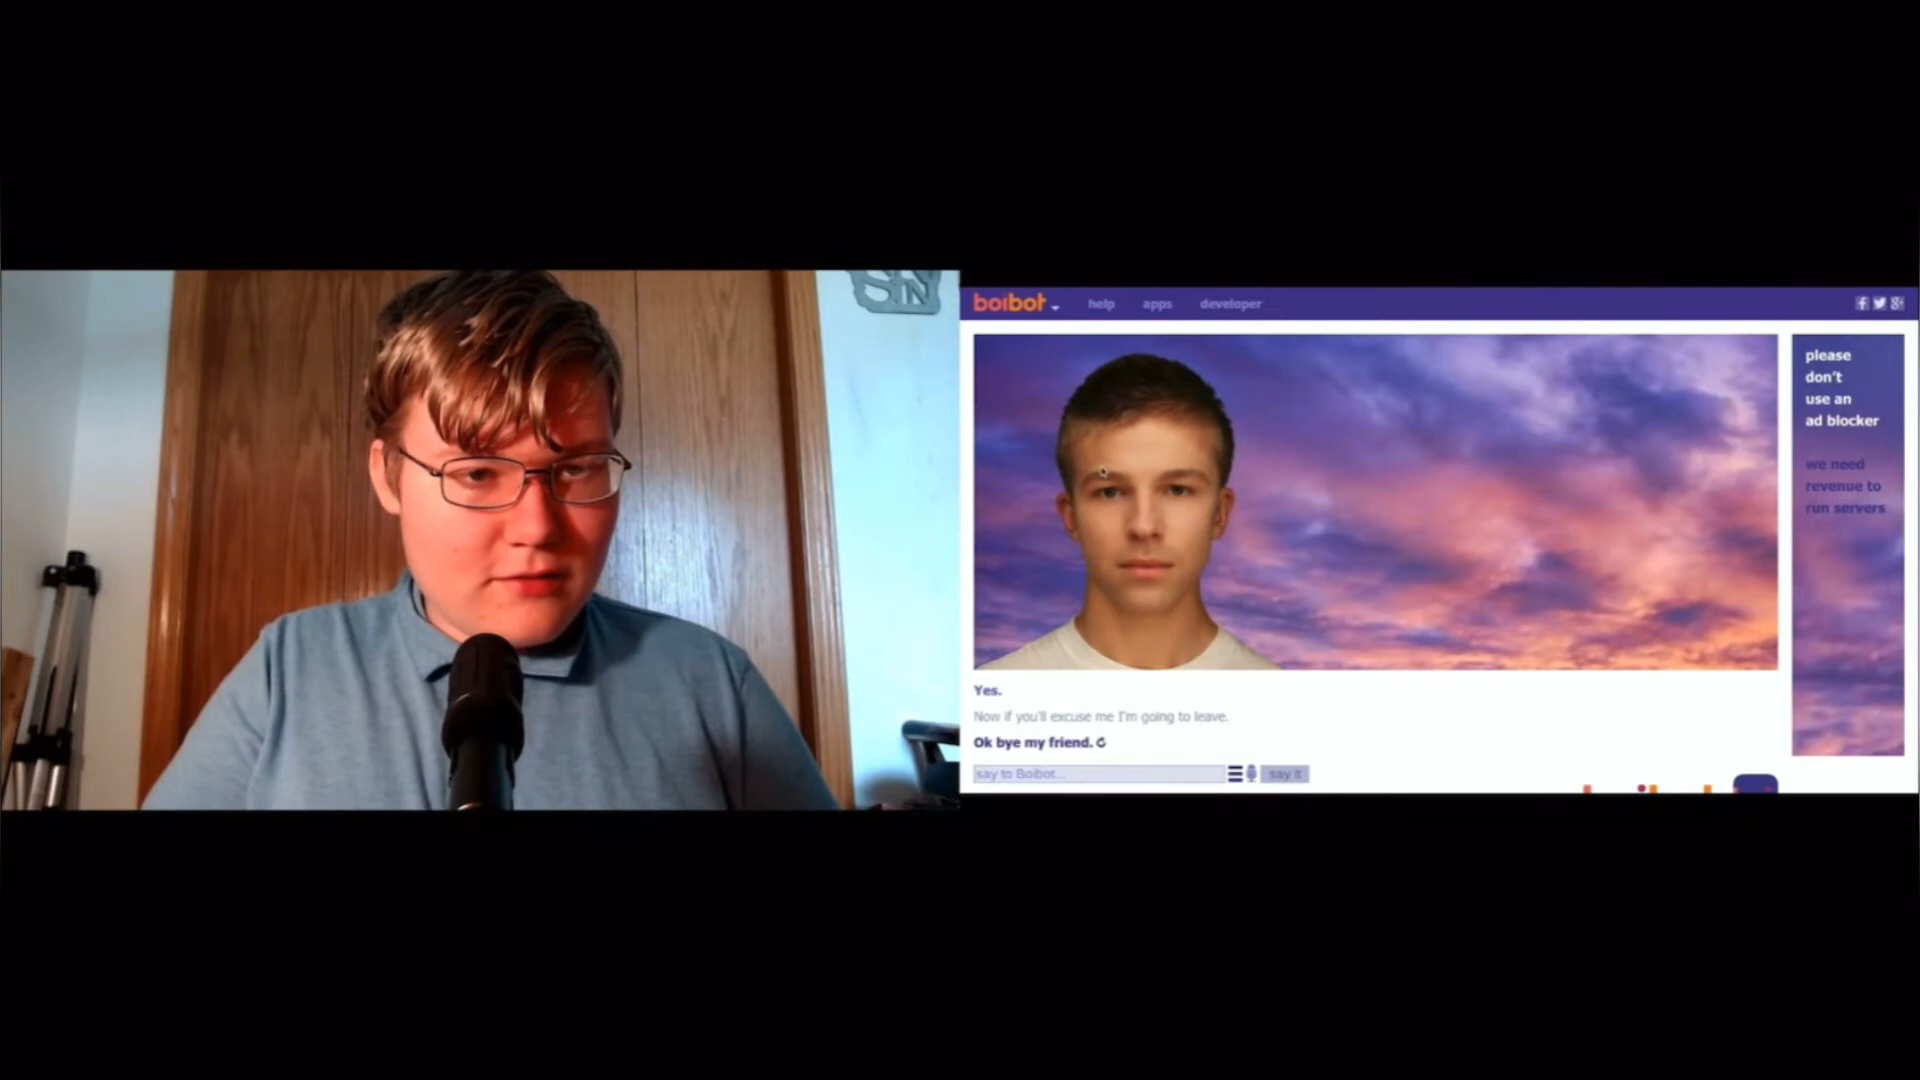 boibot
help
apps
developer
please
don't
use an
ad blocker
we need
revenue to
run servers
Yes.
Now if you'll excuse me I'm going to leave.
Ok bye my friend.
say to Boibot...
say it